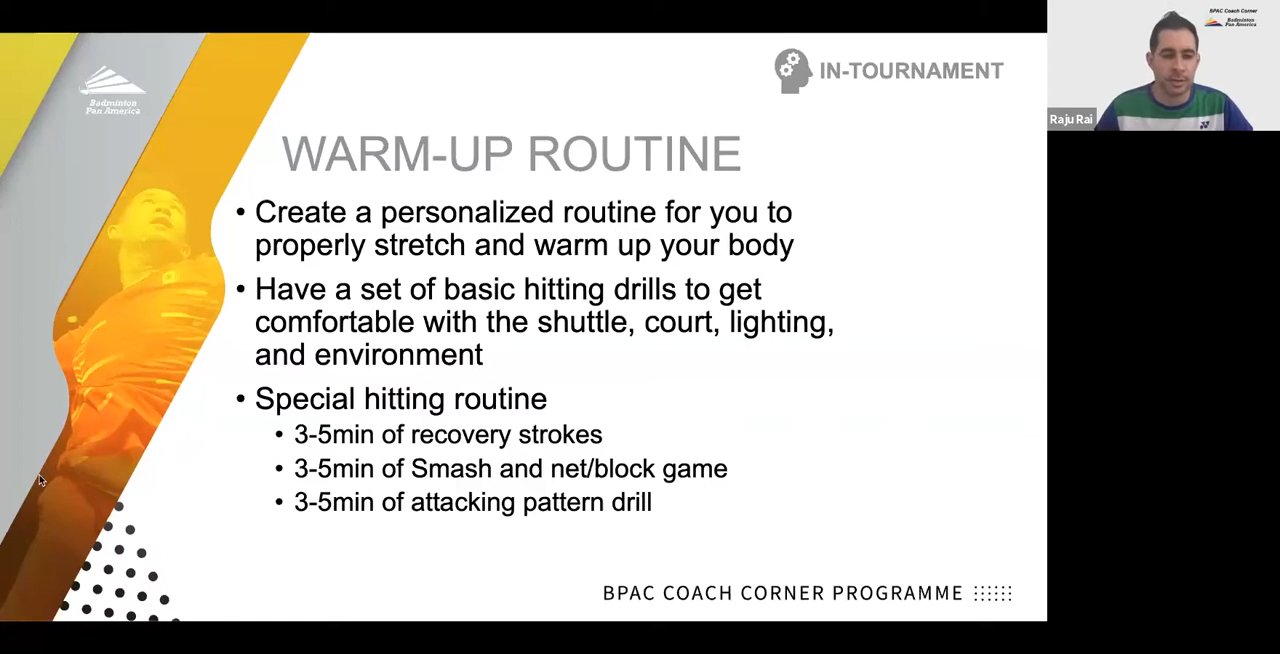 BPAC Coach Corner
Badminton
Pan America
IN-TOURNAMENT
Badminton
Pan America
Raju Rai
WARM-UP ROUTINE
• Create a personalized routine for you to
properly stretch and warm up your body
• Have a set of basic hitting drills to get
comfortable with the shuttle, court, lighting,
and environment
• Special hitting routine
• 3-5min of recovery strokes
• 3-5min of Smash and net/block game
• 3-5min of attacking pattern drill
BPAC COACH CORNER PROGRAMME